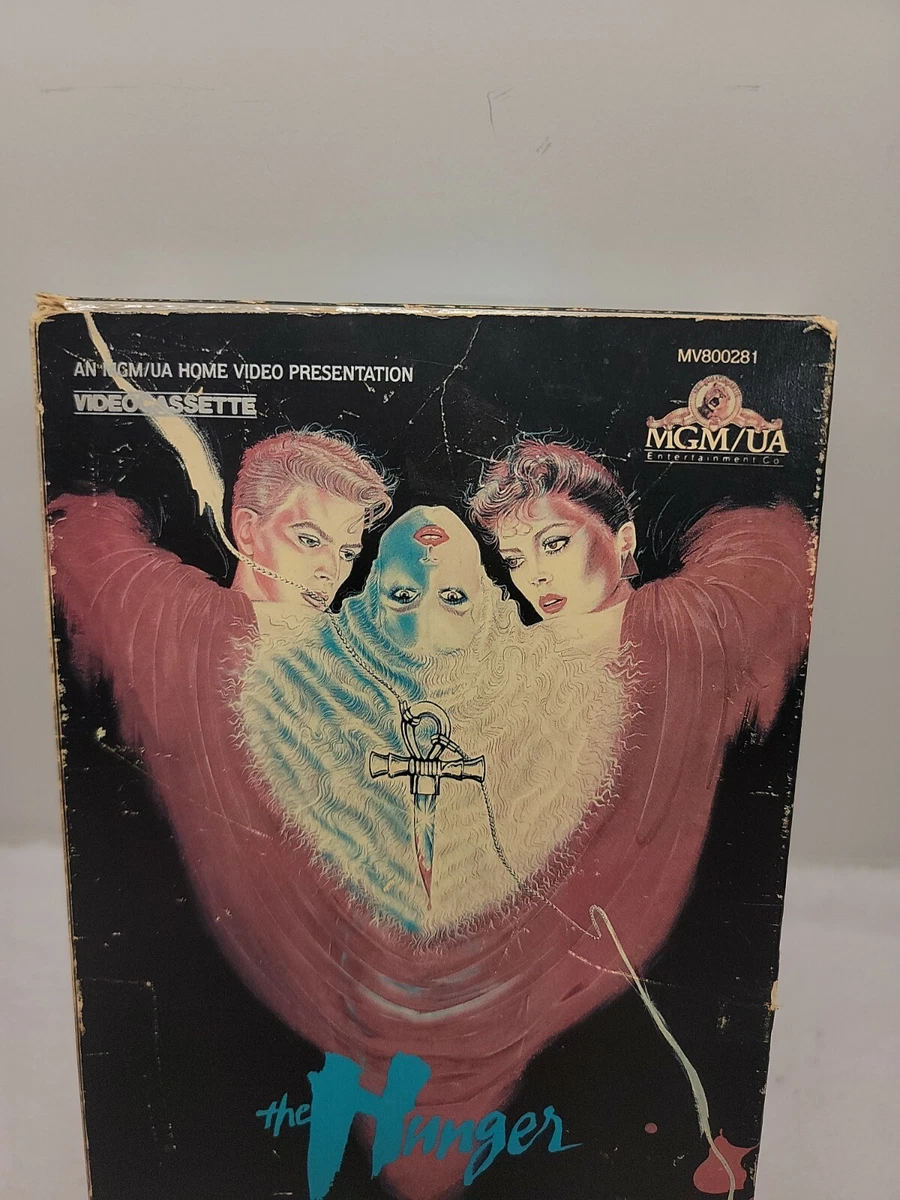 AN MGM/UA HOME VIDEO PRESENTATION
VIDEOCASSETTE
MV800281
MGM/UA
Entertainment Co
the Hunger